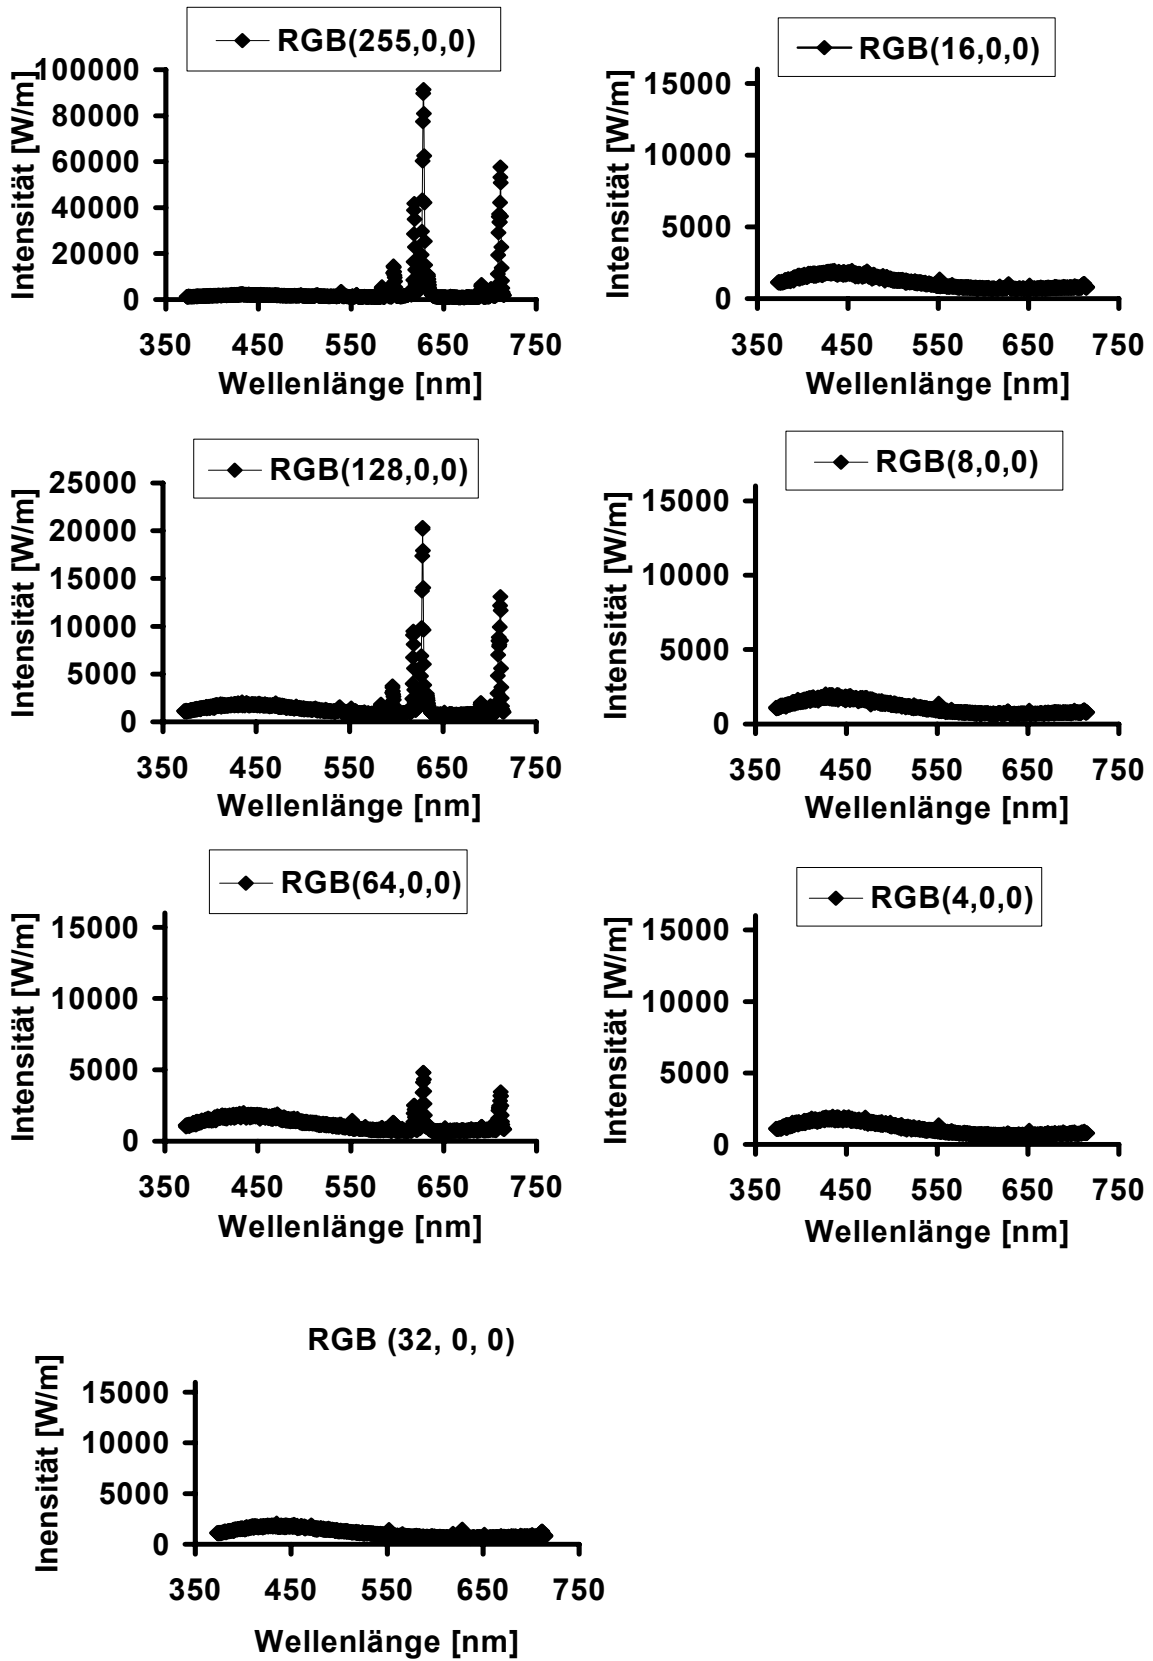 RGB(255,0,0)
Intensität [W/m]
100000
80000
60000
40000
20000
0
350 450 550 650 750
Wellenlänge [nm]
RGB(16,0,0)
Intensität [W/m]
15000
10000
5000
0
350 450 550 650 750
Wellenlänge [nm]
RGB(128,0,0)
Intensität [W/m]
25000
20000
15000
10000
5000
0
350 450 550 650 750
Wellenlänge [nm]
RGB(8,0,0)
Intensität [W/m]
15000
10000
5000
0
350 450 550 650 750
Wellenlänge [nm]
RGB(64,0,0)
Intensität [W/m]
15000
10000
5000
0
350 450 550 650 750
Wellenlänge [nm]
RGB(4,0,0)
Intensität [W/m]
15000
10000
5000
0
350 450 550 650 750
Wellenlänge [nm]
RGB (32, 0, 0)
Inensität [W/m]
15000
10000
5000
0
350 450 550 650 750
Wellenlänge [nm]